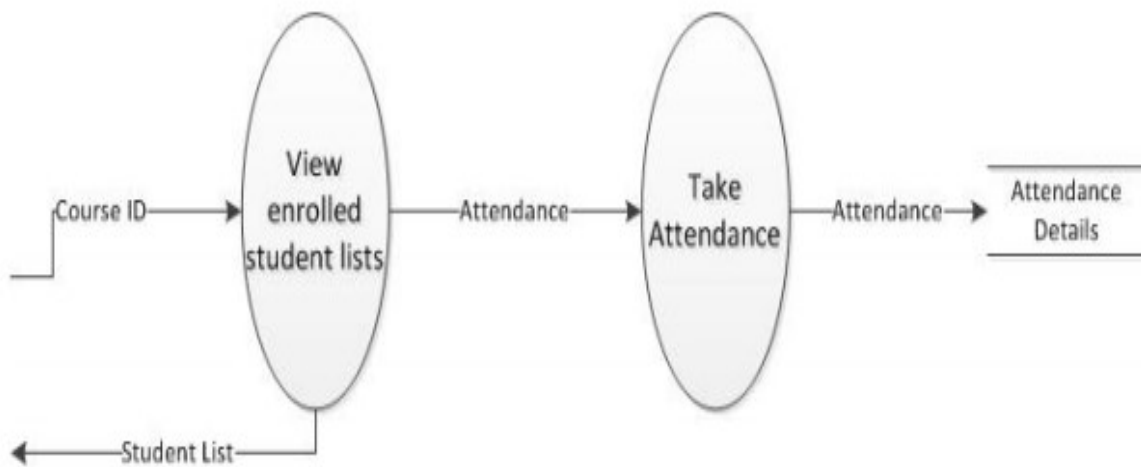 Course ID
View
enrolled
student lists
Attendance
Take
Attendance
Attendance
Attendance
Details
Student List